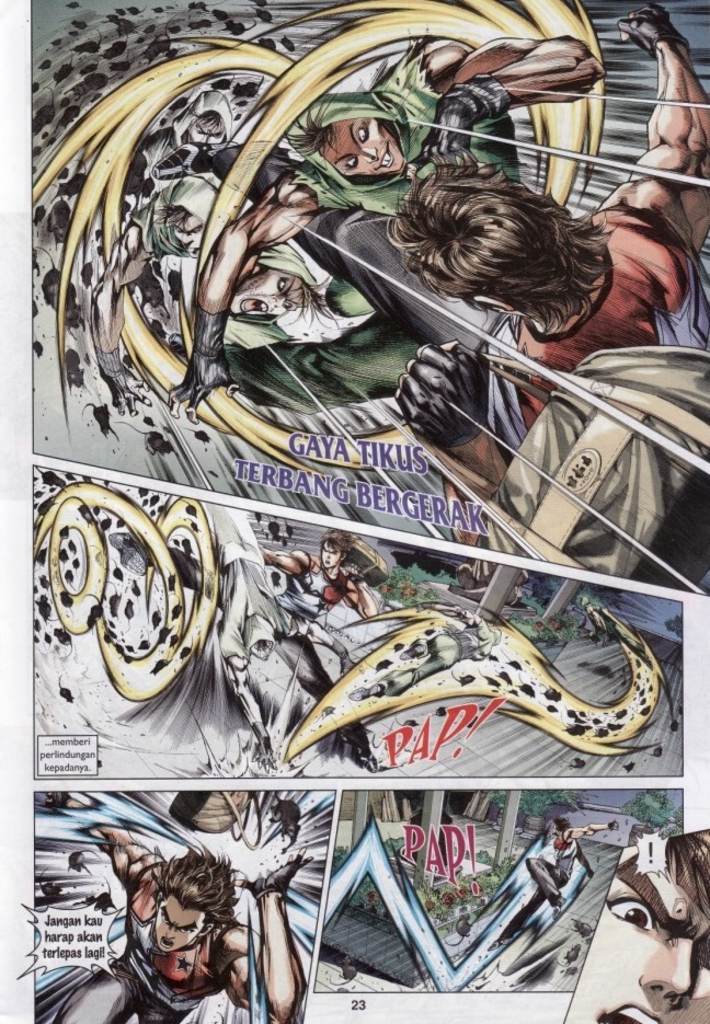 GAYA TIKUS
TERBANG BERGERAK
...memberi
perlindungan
kepadanya.
PAP!
PAP!
!
Jangan kau
harap akan
terlepas lagi!
23